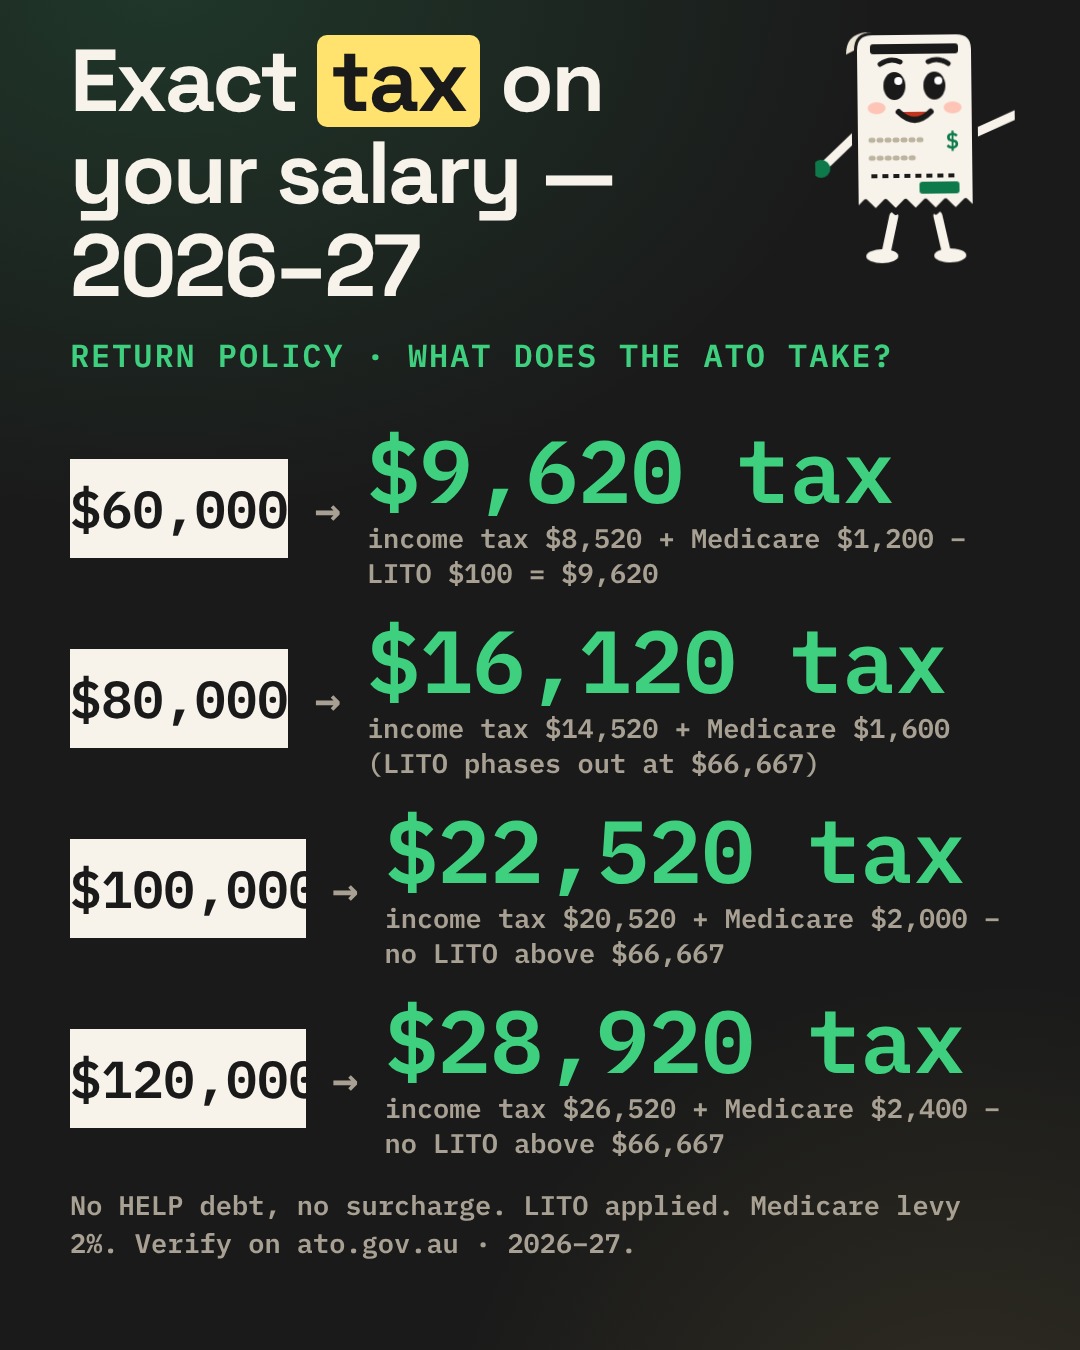 Exact tax on
your salary —
2026–27
$
RETURN POLICY · WHAT DOES THE ATO TAKE?
$60,000 → $9,620 tax
income tax $8,520 + Medicare $1,200 –
LITO $100 = $9,620
$80,000 → $16,120 tax
income tax $14,520 + Medicare $1,600
(LITO phases out at $66,667)
$100,000 → $22,520 tax
income tax $20,520 + Medicare $2,000 –
no LITO above $66,667
$120,000 → $28,920 tax
income tax $26,520 + Medicare $2,400 –
no LITO above $66,667
No HELP debt, no surcharge. LITO applied. Medicare levy
2%. Verify on ato.gov.au · 2026–27.